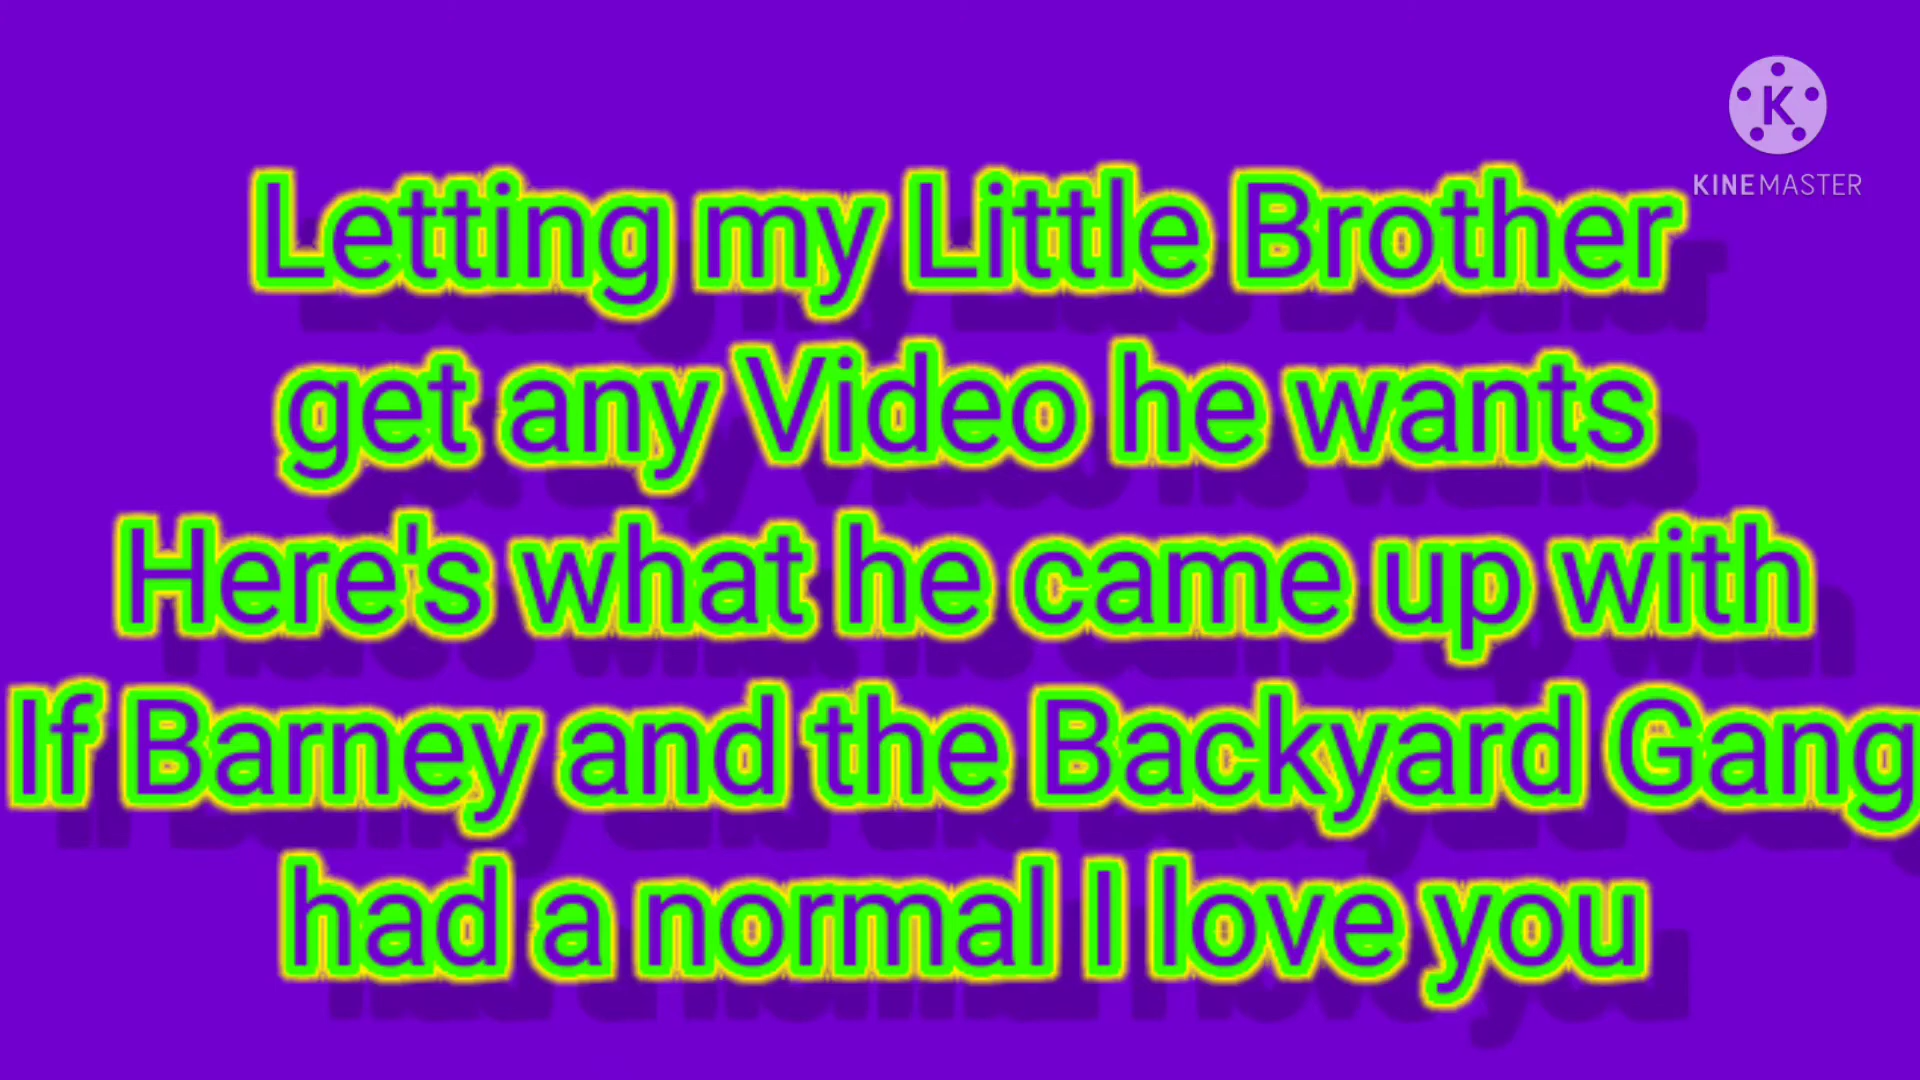 K
KINEMASTER
Letting my Little Brother
get any Video he wants
Here's what he came up with
If Barney and the Backyard Gang
had a normal I love you